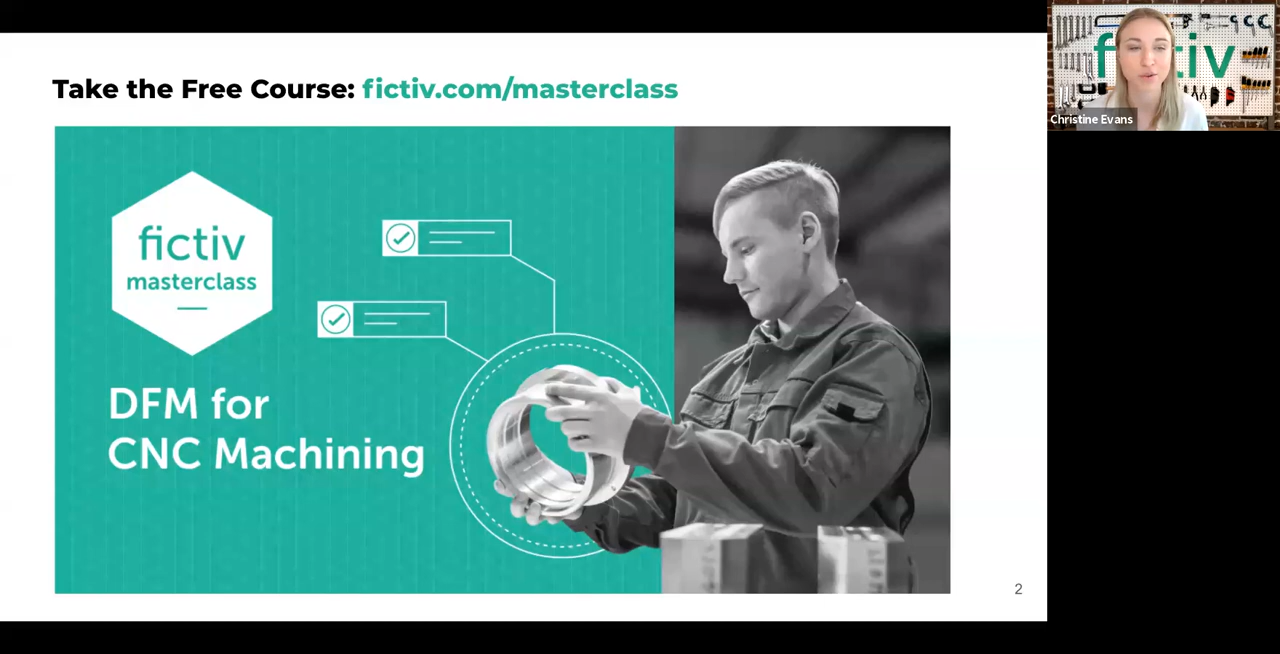 Take the Free Course: fictiv.com/masterclass
fictiv
masterclass
DFM for
CNC Machining
2
fictiv
Christine Evans